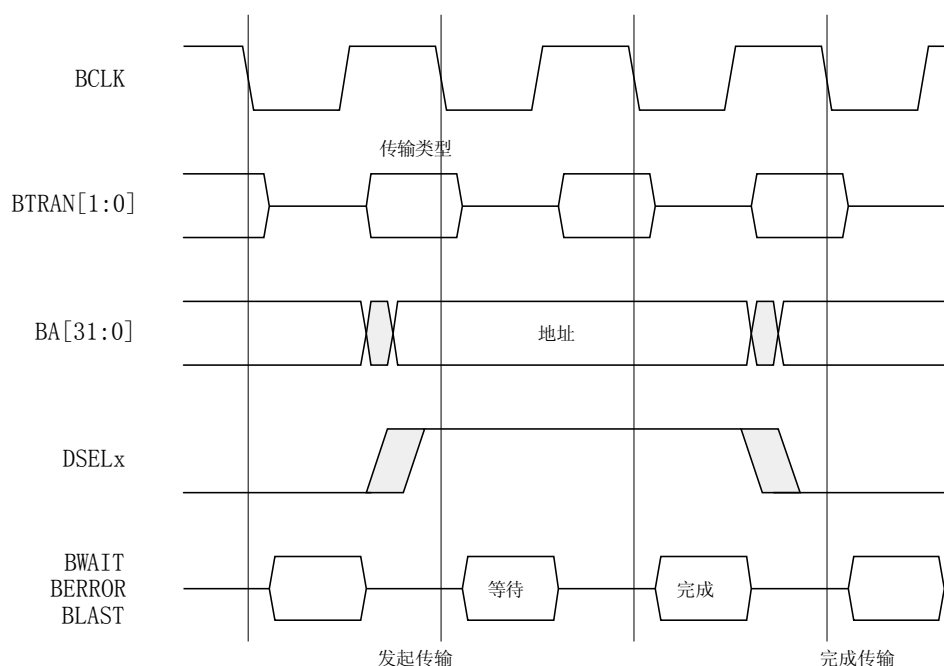 BCLK
传输类型
BTRAN[1:0]
BA[31:0]
地址
DSELx
BWAIT
BERROR
BLAST
等待
完成
发起传输
完成传输